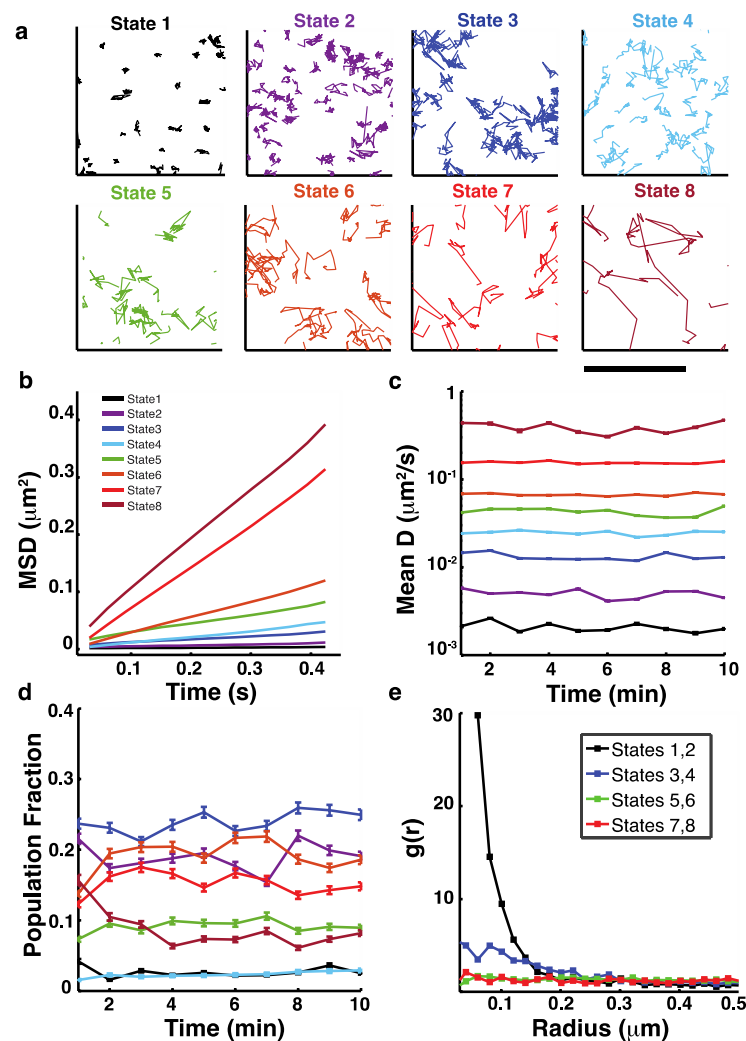 a
State 1
State 2
State 3
State 4
State 5
State 6
State 7
State 8
b
0.4
0.3
0.2
0.1
0
MSD (μm²)
State1
State2
State3
State4
State5
State6
State7
State8
0.1
0.2
0.3
0.4
Time (s)
c
1
10⁻¹
10⁻²
10⁻³
Mean D (μm²/s)
2
4
6
8
10
Time (min)
d
0.4
0.3
0.2
0.1
0
Population Fraction
2
4
6
8
10
Time (min)
e
30
20
10
g(r)
States 1,2
States 3,4
States 5,6
States 7,8
0.1
0.2
0.3
0.4
0.5
Radius (μm)